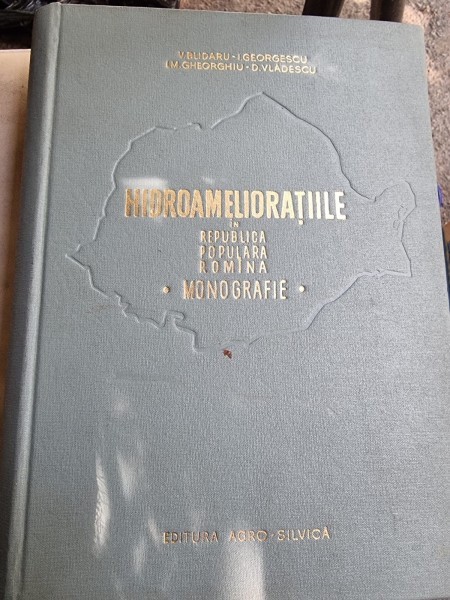 V.BLIDARU · I.GEORGESCU
I.M.GHEORGHIU · D.VLĂDESCU
HIDROAMELIORAȚIILE
ÎN
REPUBLICA
POPULARĂ
ROMÎNĂ
• MONOGRAFIE •
EDITURA AGRO-SILVICĂ